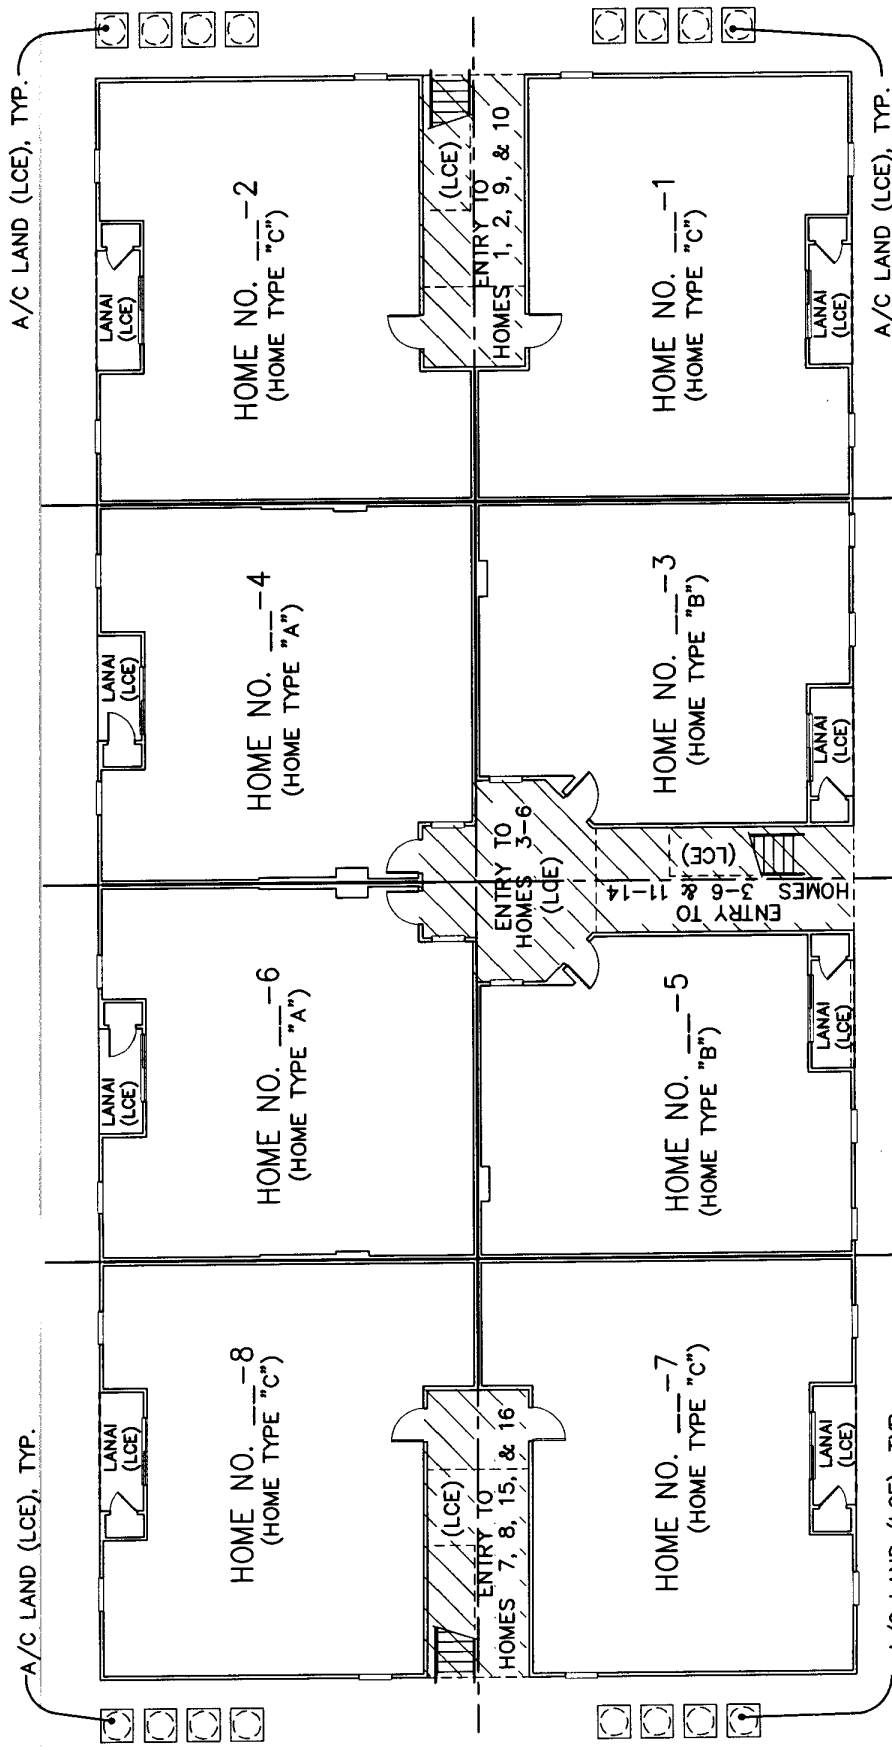 A/C LAND (LCE), TYP.
A/C LAND (LCE), TYP.
LANAI
(LCE)
HOME NO. __-8
(HOME TYPE "C")
LANAI
(LCE)
HOME NO. __-6
(HOME TYPE "A")
LANAI
(LCE)
HOME NO. __-4
(HOME TYPE "A")
LANAI
(LCE)
HOME NO. __-2
(HOME TYPE "C")
(LCE)
ENTRY TO
HOMES 7, 8, 15, & 16
ENTRY TO
HOMES 3-6
(LCE)
(LCE)
ENTRY TO
HOMES 1, 2, 9, & 10
HOME NO. __-7
(HOME TYPE "C")
LANAI
(LCE)
HOME NO. __-5
(HOME TYPE "B")
LANAI
(LCE)
ENTRY TO
HOMES
3-6 &
11-14
(LCE)
HOME NO. __-3
(HOME TYPE "B")
LANAI
(LCE)
HOME NO. __-1
(HOME TYPE "C")
LANAI
(LCE)
A/C LAND (LCE), TYP.
A/C LAND (LCE), TYP.